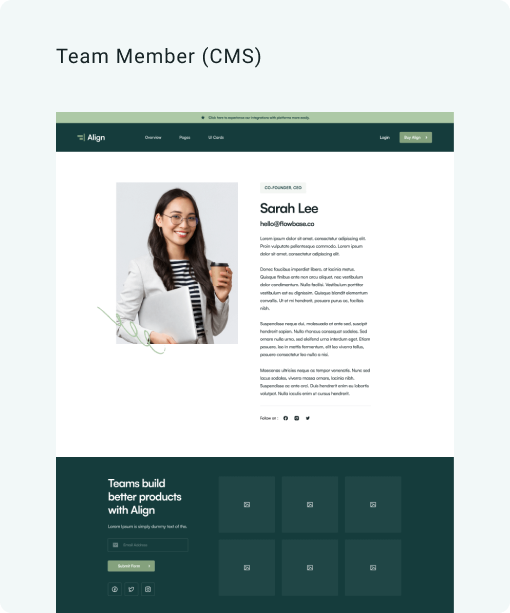 Team Member (CMS)
Click here to experience our integrations with platforms more easily.
Align
Overview
Pages
UI Cards
Login
Buy Align
CO-FOUNDER, CEO
Sarah Lee
hello@flowbase.co
Lorem ipsum dolor sit amet, consectetur adipiscing elit.
Proin vulputate pellentesque commodo. Lorem ipsum
dolor sit amet, consectetur adipiscing elit.
Donec faucibus imperdiet libero, at lacinia metus.
Quisque finibus ante non arcu aliquet, nec vestibulum
dolor condimentum. Nulla facilisi. Vestibulum pretium
vestibulum est eu dignissim. Quisque blandit elementum
convallis. Ut et mi hendrerit, posuere purus ac, facilisis
nibh.
Suspendisse neque dui, malesuada at ante sed, suscipit
hendrerit sapien. Nulla rhoncus consequat sodales. Sed
ornare nulla urna, sed eleifend urna interdum eget. Etiam
posuere, leo in mattis fermentum, elit leo viverra tellus,
posuere consectetur leo nulla a nisi.
Maecenas ultricies neque ac tempor venenatis. Nunc sed
lacus sodales, viverra massa ornare, lacinia nibh.
Suspendisse ac ante orci. Duis hendrerit enim eu lobortis
volutpat. Nulla iaculis enim at cursus hendrerit.
Follow on :
Teams build
better products
with Align
Lorem Ipsum is simply dummy text of the.
Email Address
Submit Form